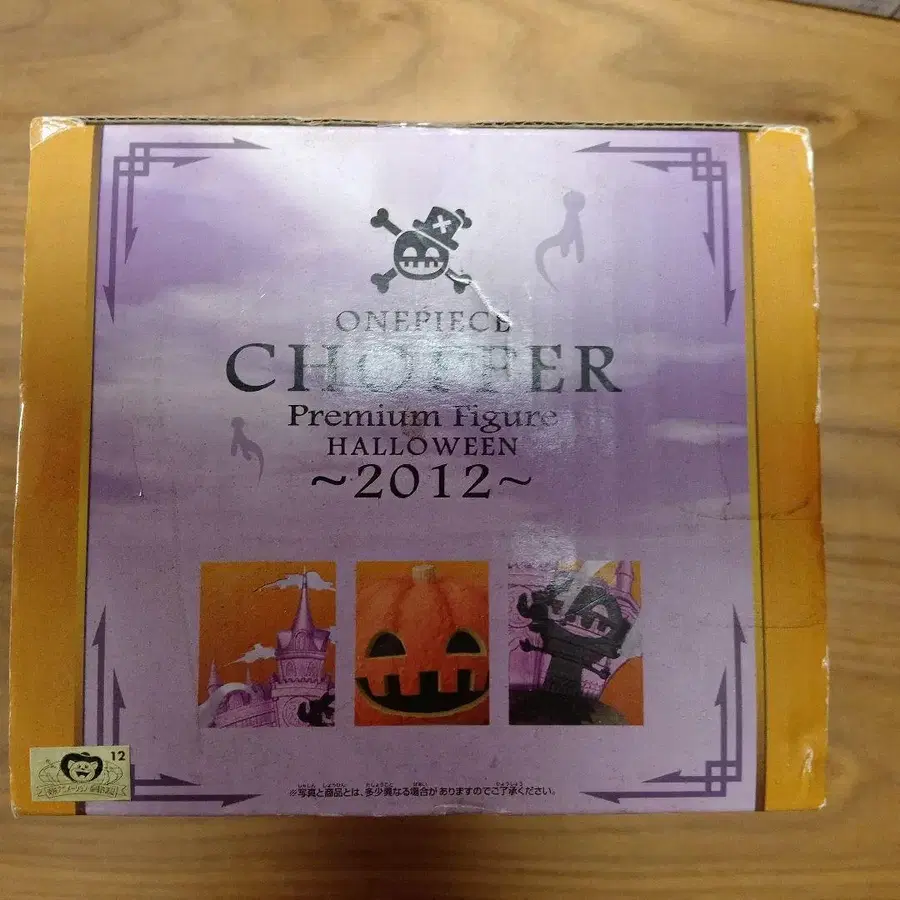 ONEPIECE
CHOPPER
Premium Figure
HALLOWEEN
～2012～
12
※写真と商品とは、多少異なる場合がありますのでご了承ください。